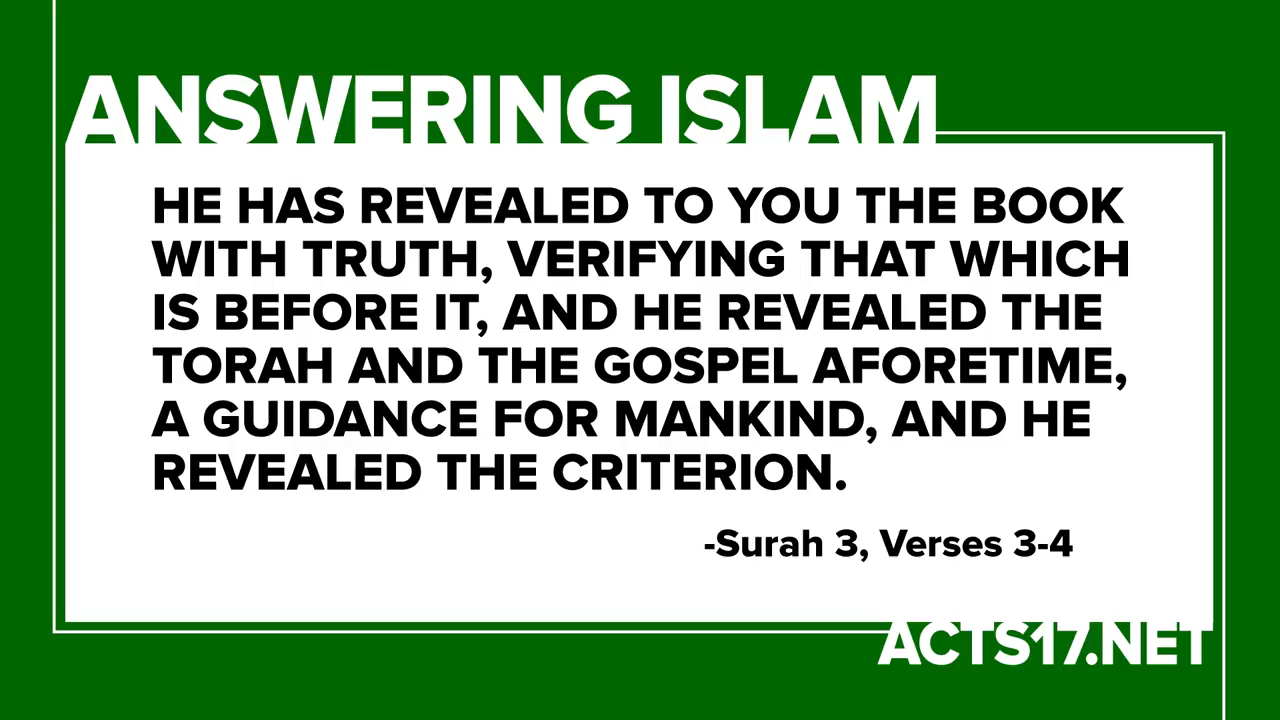 ANSWERING ISLAM
HE HAS REVEALED TO YOU THE BOOK
WITH TRUTH, VERIFYING THAT WHICH
IS BEFORE IT, AND HE REVEALED THE
TORAH AND THE GOSPEL AFORETIME,
A GUIDANCE FOR MANKIND, AND HE
REVEALED THE CRITERION.
-Surah 3, Verses 3-4
ACTS17.NET